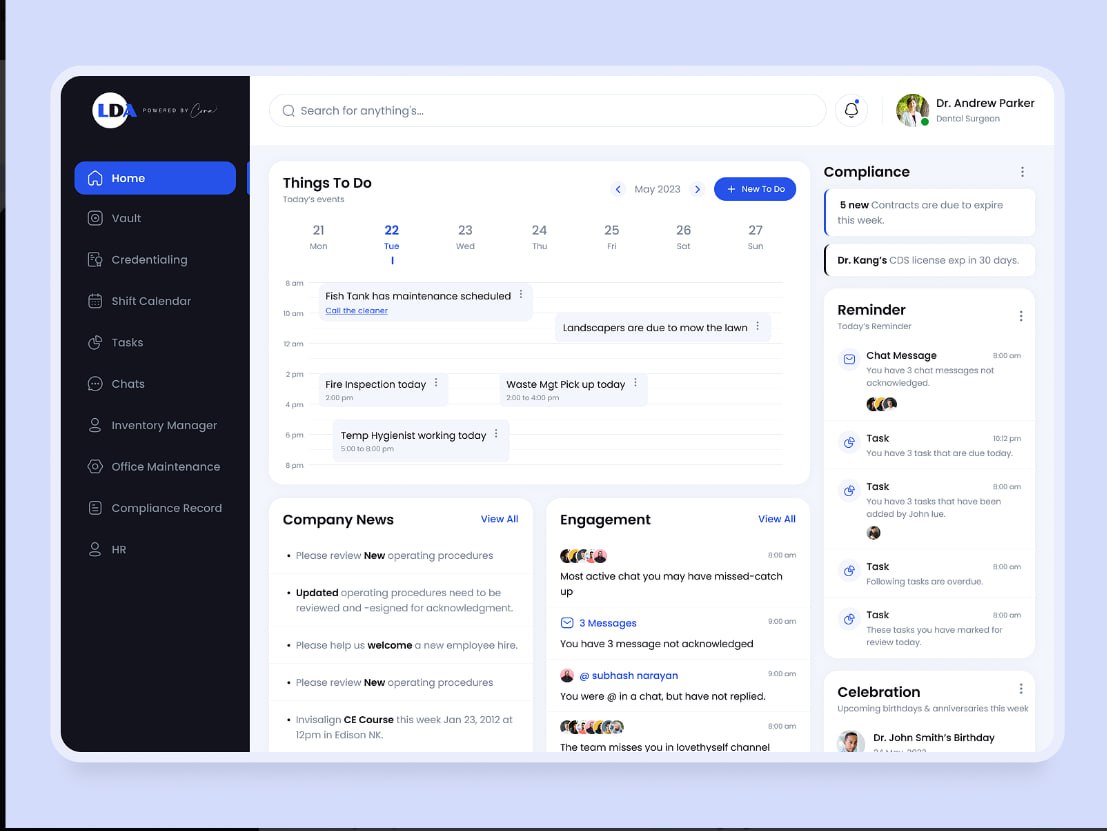 LDA POWERED BY
Search for anything's...
Dr. Andrew Parker
Dental Surgeon
Home
Vault
Credentialing
Shift Calendar
Tasks
Chats
Inventory Manager
Office Maintenance
Compliance Record
HR
Things To Do
Today's events
May 2023
+ New To Do
21 22 23 24 25 26 27
Mon Tue Wed Thu Fri Sat Sun
8 am
Fish Tank has maintenance scheduled
Call the cleaner
10 am
Landscapers are due to mow the lawn
12 am
2 pm
Fire Inspection today
2:00 pm
Waste Mgt Pick up today
2:00 to 4:00 pm
4 pm
6 pm
Temp Hygienist working today
5:00 to 8:00 pm
8 pm
Company News
View All
• Please review New operating procedures
• Updated operating procedures need to be
reviewed and -esigned for acknowledgment.
• Please help us welcome a new employee hire.
• Please review New operating procedures
• Invisalign CE Course this week Jan 23, 2012 at
12pm in Edison NK.
Engagement
View All
8:00 am
Most active chat you may have missed-catch
up
3 Messages
9:00 am
You have 3 message not acknowledged
@ subhash narayan
9:00 am
You were @ in a chat, but have not replied.
8:00 am
The team misses you in lovethyself channel
Compliance
5 new Contracts are due to expire
this week.
Dr. Kang's CDS license exp in 30 days.
Reminder
Today's Reminder
Chat Message
8:00 am
You have 3 chat messages not
acknowledged.
Task
10:12 pm
You have 3 task that are due today.
Task
8:00 am
You have 3 tasks that have been
added by John lue.
Task
8:00 am
Following tasks are overdue.
Task
8:00 am
These tasks you have marked for
review today.
Celebration
Upcoming birthdays & anniversaries this week
Dr. John Smith's Birthday